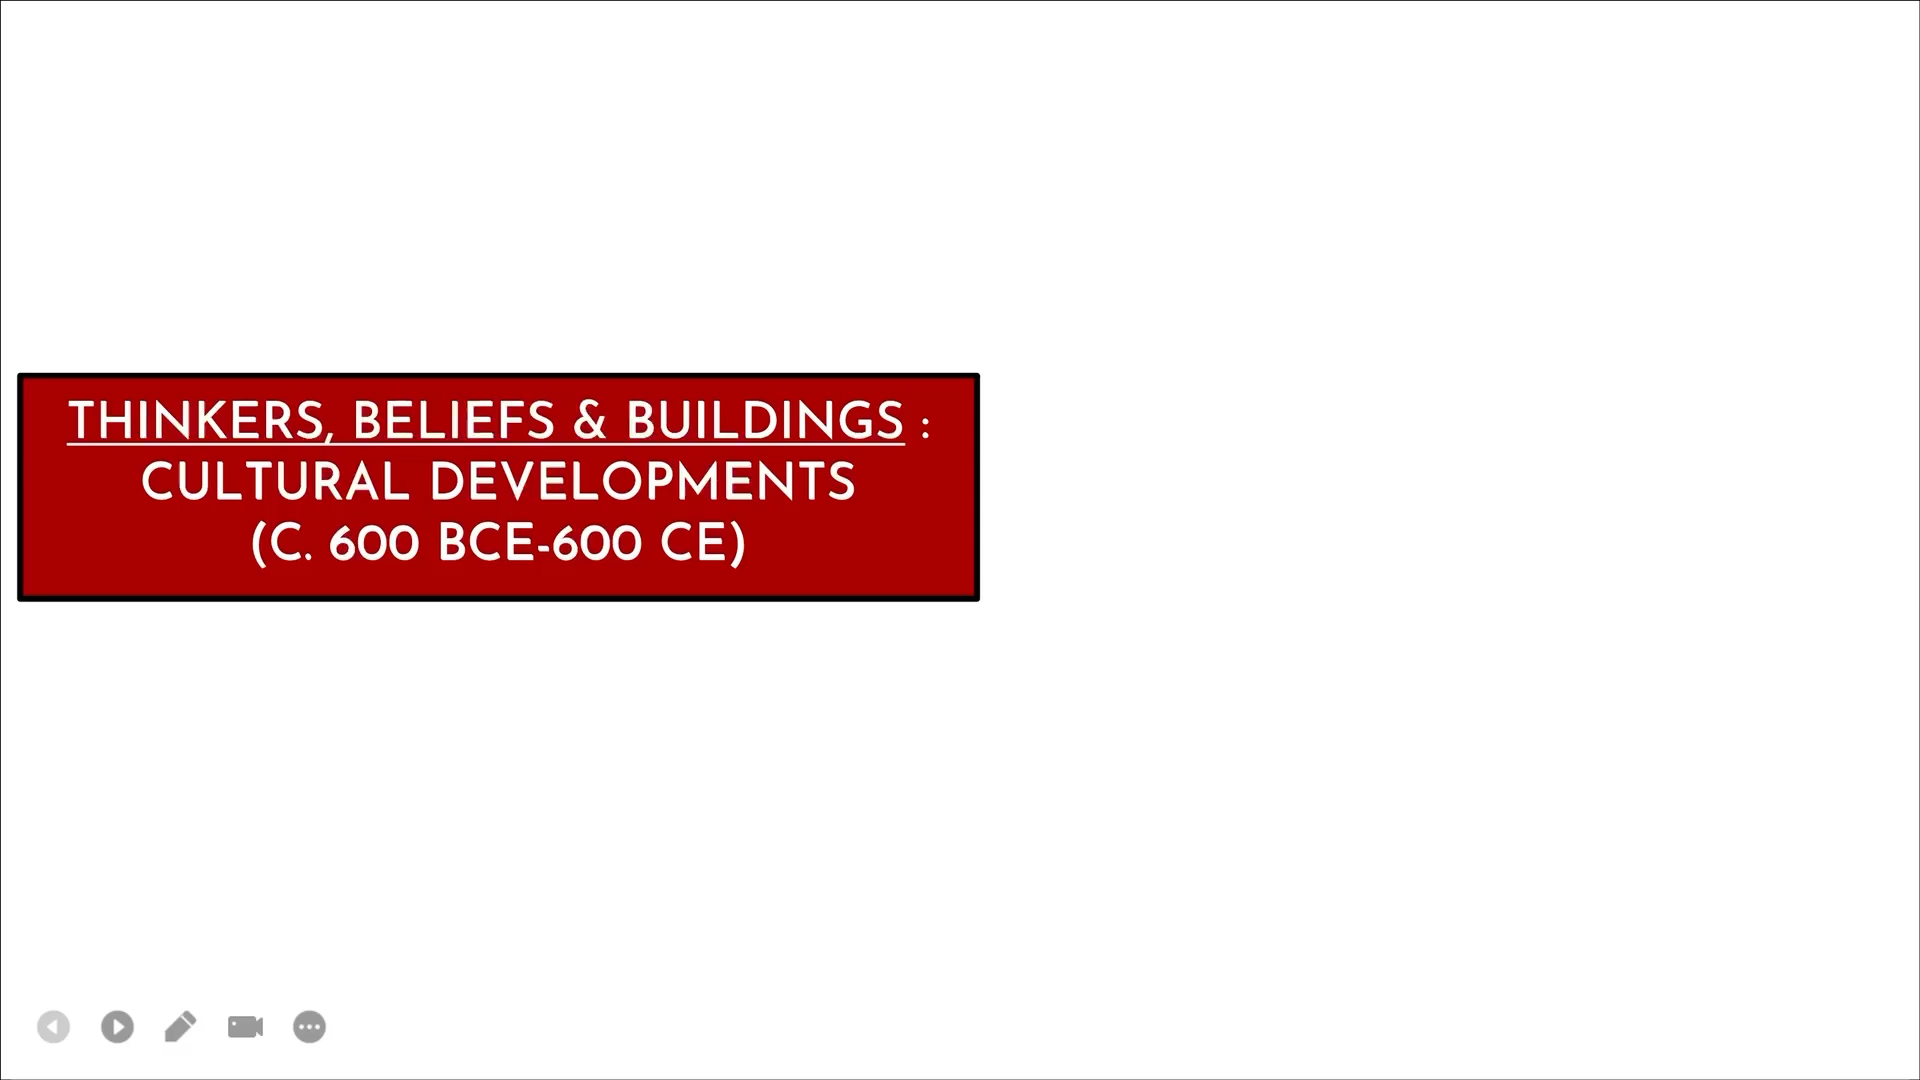 THINKERS, BELIEFS & BUILDINGS :
CULTURAL DEVELOPMENTS
(C. 600 BCE-600 CE)